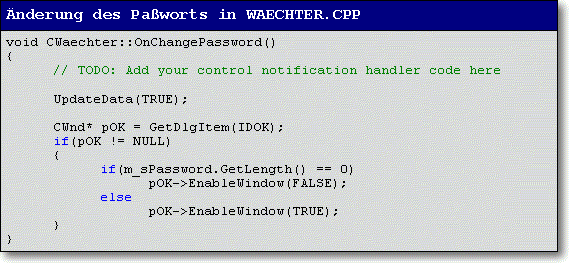 Änderung des Paßworts in WAECHTER.CPP
void CWaechter::OnChangePassword()
{
// TODO: Add your control notification handler code here
UpdateData(TRUE);
CWnd* pOK = GetDlgItem(IDOK);
if(pOK != NULL)
{
if(m_sPassword.GetLength() == 0)
pOK->EnableWindow(FALSE);
else
pOK->EnableWindow(TRUE);
}
}